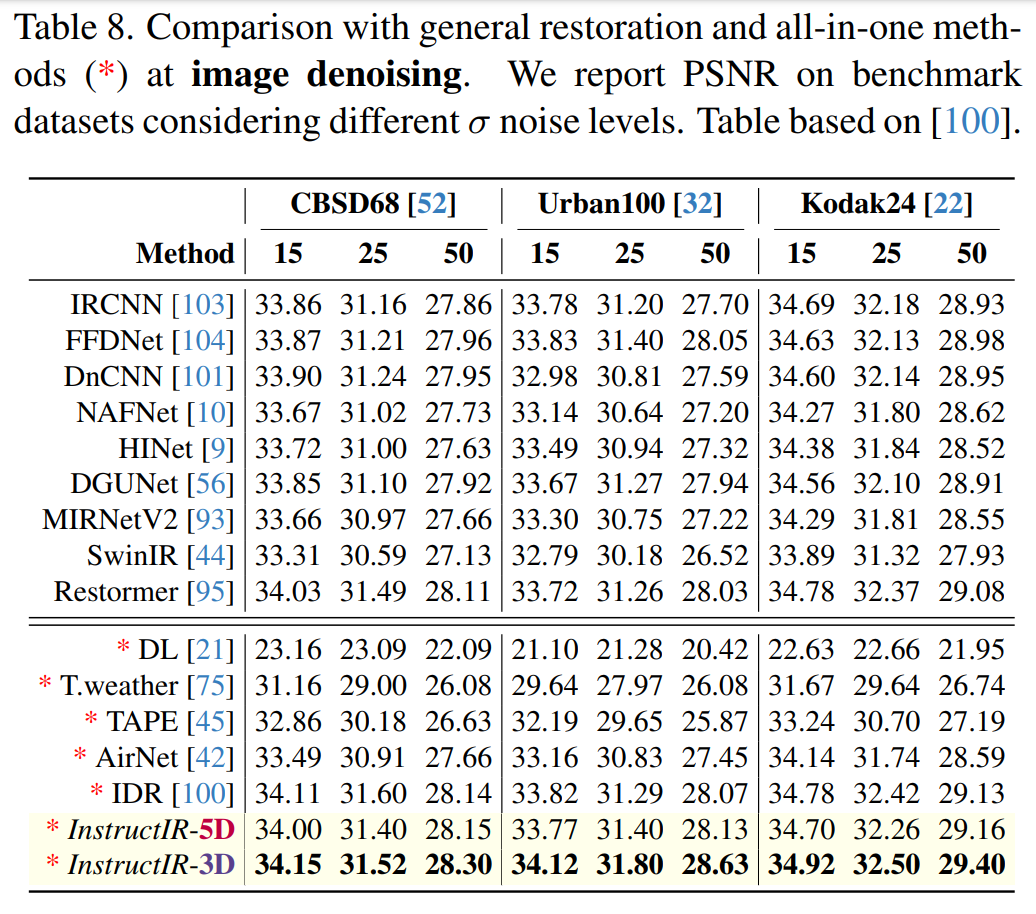 Table 8. Comparison with general restoration and all-in-one meth-
ods (*) at image denoising. We report PSNR on benchmark
datasets considering different σ noise levels. Table based on [100].
CBSD68 [52] Urban100 [32] Kodak24 [22]
Method 15 25 50 15 25 50 15 25 50
IRCNN [103] 33.86 31.16 27.86 33.78 31.20 27.70 34.69 32.18 28.93
FFDNet [104] 33.87 31.21 27.96 33.83 31.40 28.05 34.63 32.13 28.98
DnCNN [101] 33.90 31.24 27.95 32.98 30.81 27.59 34.60 32.14 28.95
NAFNet [10] 33.67 31.02 27.73 33.14 30.64 27.20 34.27 31.80 28.62
HINet [9] 33.72 31.00 27.63 33.49 30.94 27.32 34.38 31.84 28.52
DGUNet [56] 33.85 31.10 27.92 33.67 31.27 27.94 34.56 32.10 28.91
MIRNetV2 [93] 33.66 30.97 27.66 33.30 30.75 27.22 34.29 31.81 28.55
SwinIR [44] 33.31 30.59 27.13 32.79 30.18 26.52 33.89 31.32 27.93
Restormer [95] 34.03 31.49 28.11 33.72 31.26 28.03 34.78 32.37 29.08
* DL [21] 23.16 23.09 22.09 21.10 21.28 20.42 22.63 22.66 21.95
* T.weather [75] 31.16 29.00 26.08 29.64 27.97 26.08 31.67 29.64 26.74
* TAPE [45] 32.86 30.18 26.63 32.19 29.65 25.87 33.24 30.70 27.19
* AirNet [42] 33.49 30.91 27.66 33.16 30.83 27.45 34.14 31.74 28.59
* IDR [100] 34.11 31.60 28.14 33.82 31.29 28.07 34.78 32.42 29.13
* InstructIR-5D 34.00 31.40 28.15 33.77 31.40 28.13 34.70 32.26 29.16
* InstructIR-3D 34.15 31.52 28.30 34.12 31.80 28.63 34.92 32.50 29.40